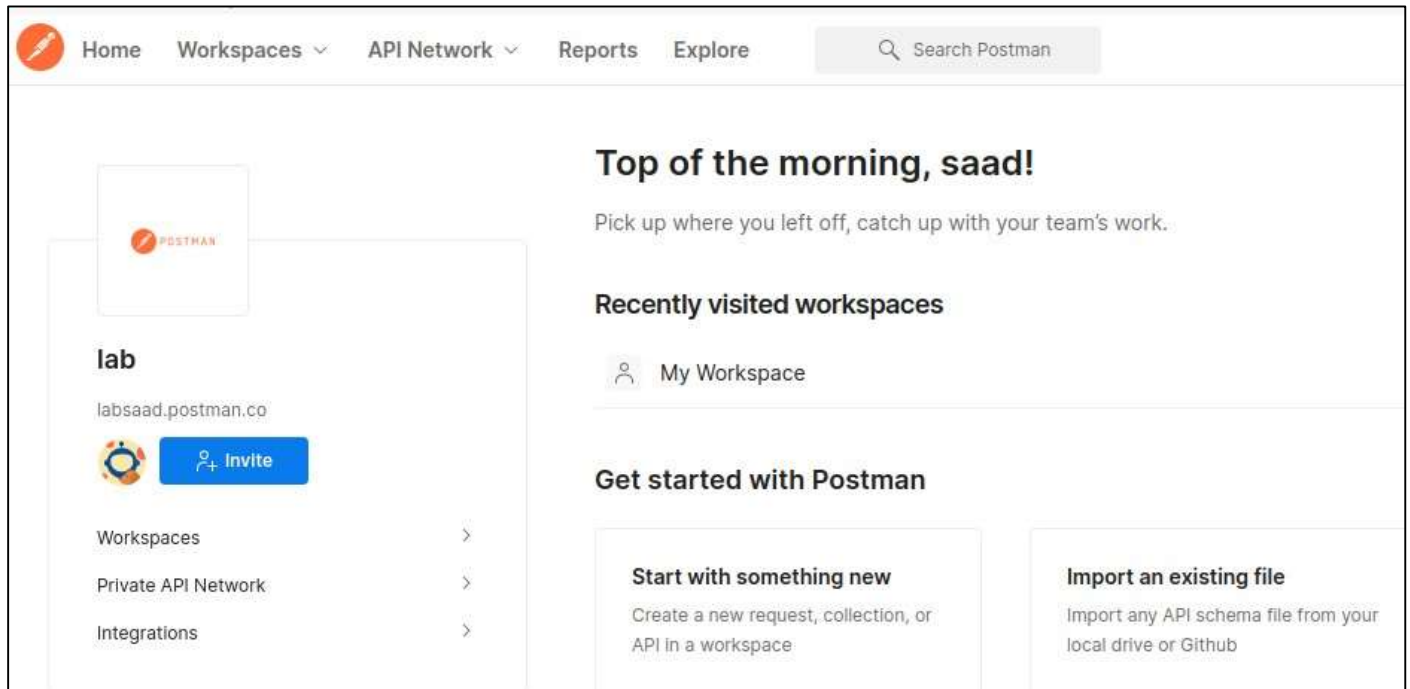 Home Workspaces API Network Reports Explore Search Postman
POSTMAN
lab
labsaad.postman.co
Invite
Workspaces
Private API Network
Integrations
Top of the morning, saad!
Pick up where you left off, catch up with your team's work.
Recently visited workspaces
My Workspace
Get started with Postman
Start with something new
Create a new request, collection, or
API in a workspace
Import an existing file
Import any API schema file from your
local drive or Github